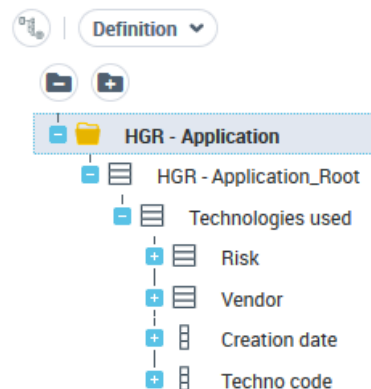 Definition
HGR - Application
HGR - Application_Root
Technologies used
Risk
Vendor
Creation date
Techno code